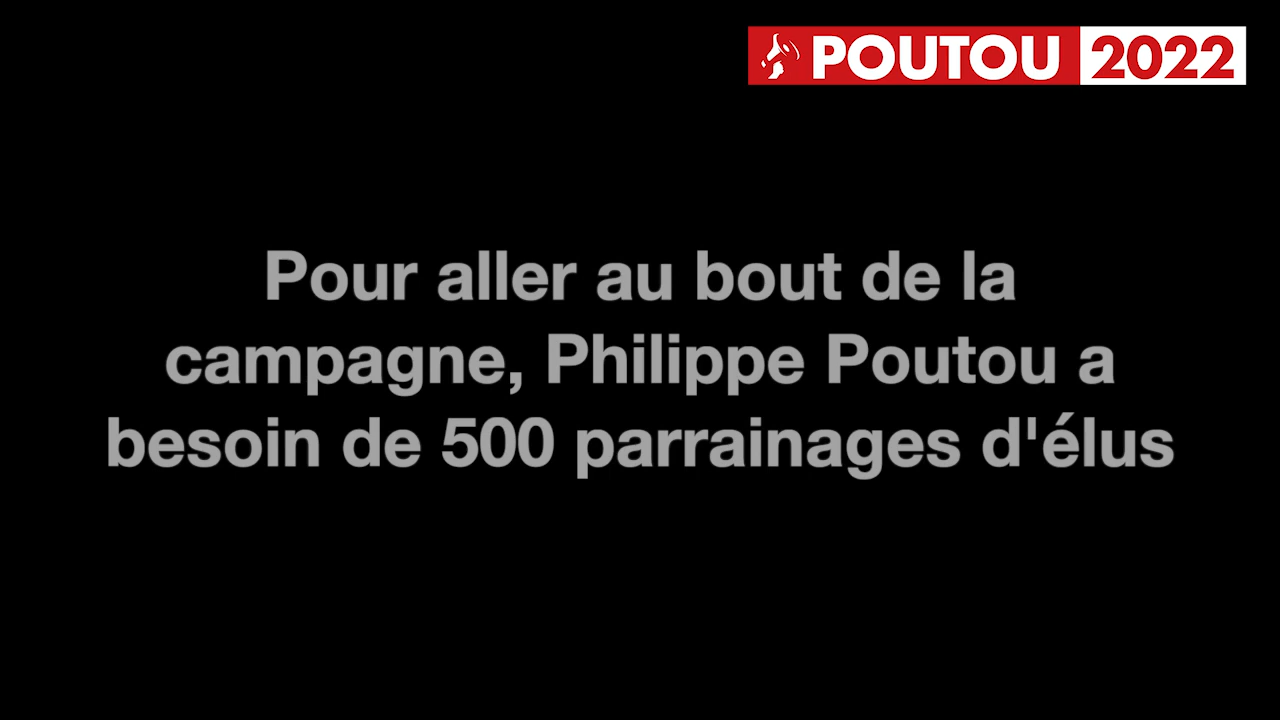 POUTOU 2022
Pour aller au bout de la
campagne, Philippe Poutou a
besoin de 500 parrainages d'élus